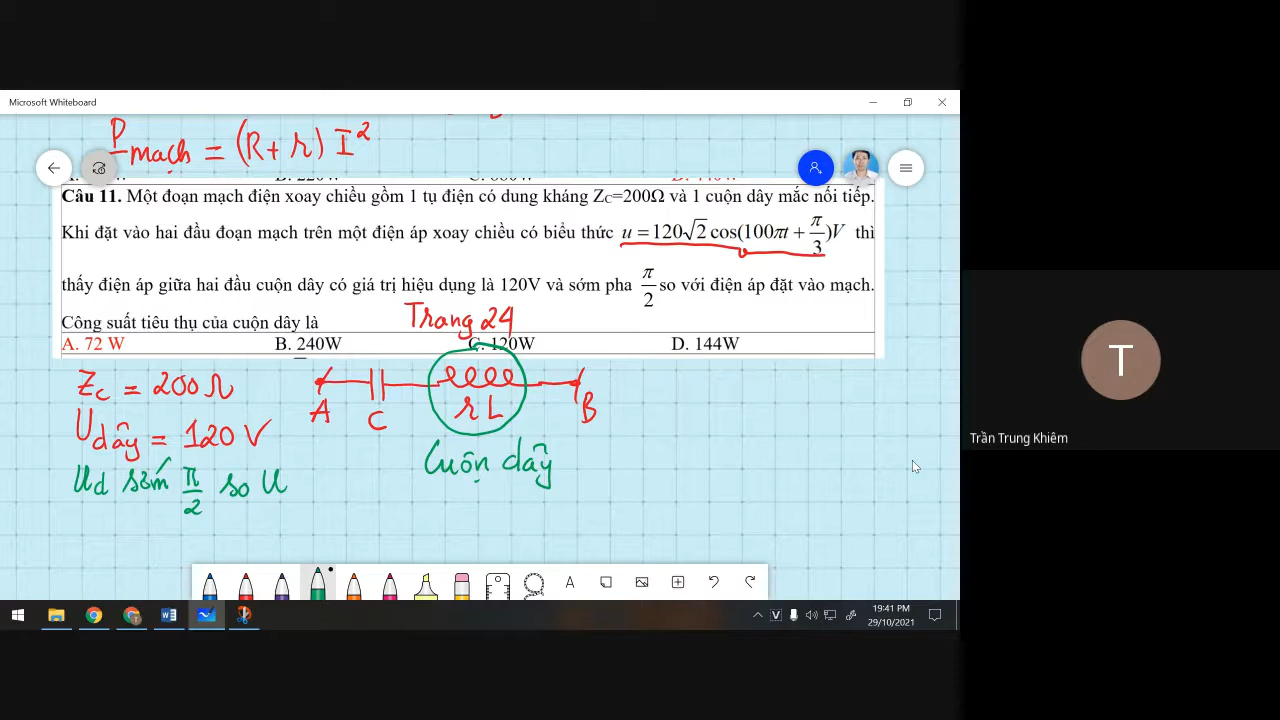 Microsoft Whiteboard
P mạch = (R + r) I²
Câu 11. Một đoạn mạch điện xoay chiều gồm 1 tụ điện có dung kháng Z_C=200Ω và 1 cuộn dây mắc nối tiếp.
Khi đặt vào hai đầu đoạn mạch trên một điện áp xoay chiều có biểu thức u = 120√2 cos(100πt + π/3)V thì
thấy điện áp giữa hai đầu cuộn dây có giá trị hiệu dụng là 120V và sớm pha π/2 so với điện áp đặt vào mạch.
Công suất tiêu thụ của cuộn dây là
Trang 24
A. 72 W B. 240W C. 120W D. 144W
Z_C = 200 Ω
A C r L B
U dây = 120 V
Cuộn dây
U_d sớm π/2 so U
T
Trần Trung Khiêm
A
V
19:41 PM
29/10/2021